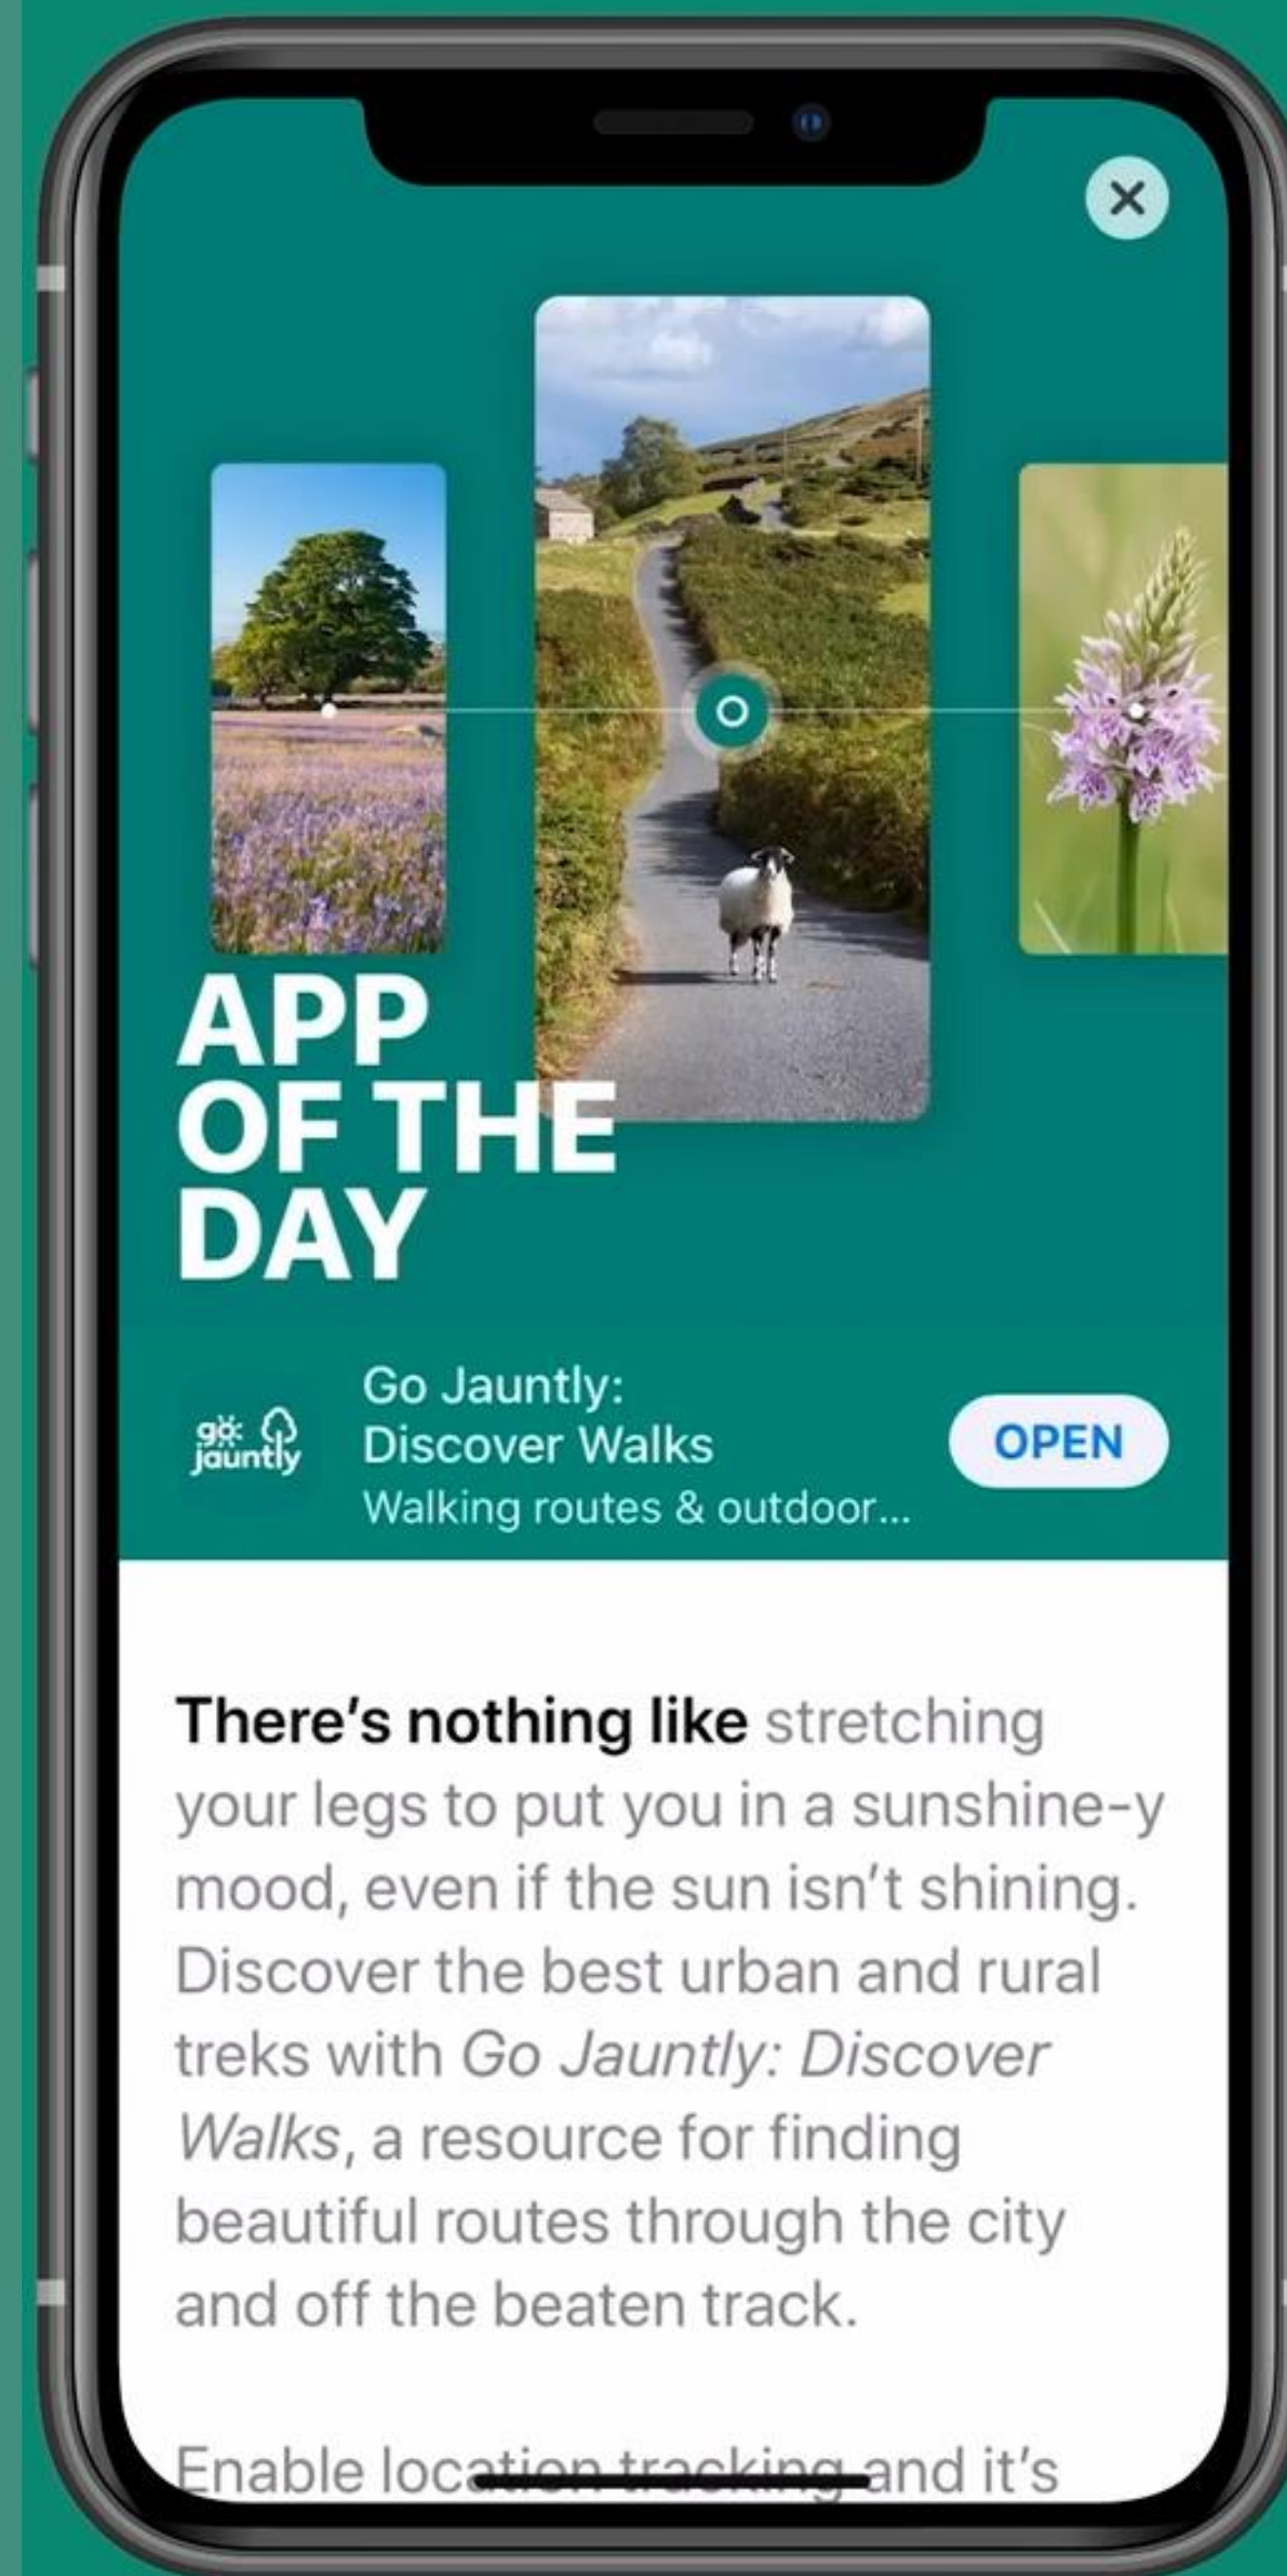 APP
OF THE
DAY
go
jauntly
Go Jauntly:
Discover Walks
Walking routes & outdoor...
OPEN
There's nothing like stretching
your legs to put you in a sunshine-y
mood, even if the sun isn't shining.
Discover the best urban and rural
treks with Go Jauntly: Discover
Walks, a resource for finding
beautiful routes through the city
and off the beaten track.
Enable location tracking and it's